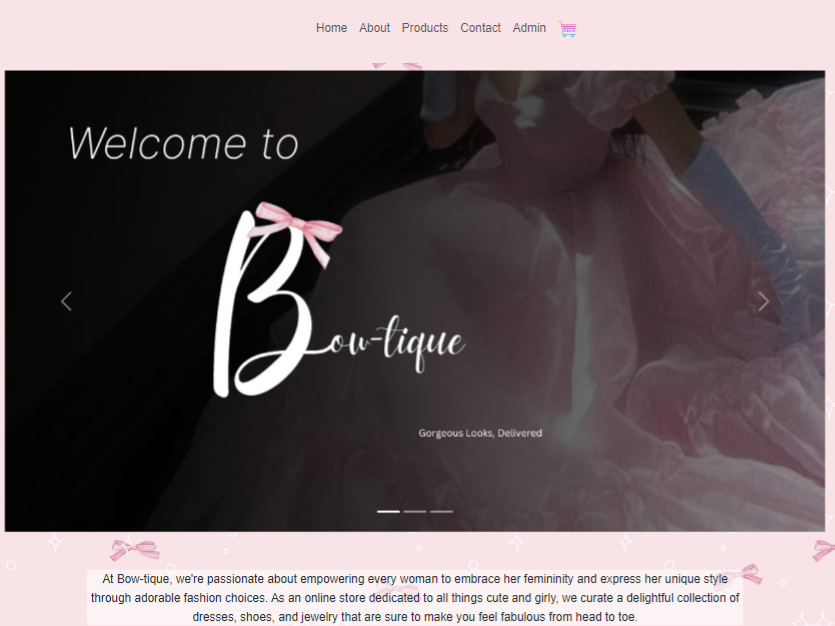 Home About Products Contact Admin
Welcome to
Bow-tique
Gorgeous Looks, Delivered
At Bow-tique, we're passionate about empowering every woman to embrace her femininity and express her unique style
through adorable fashion choices. As an online store dedicated to all things cute and girly, we curate a delightful collection of
dresses, shoes, and jewelry that are sure to make you feel fabulous from head to toe.